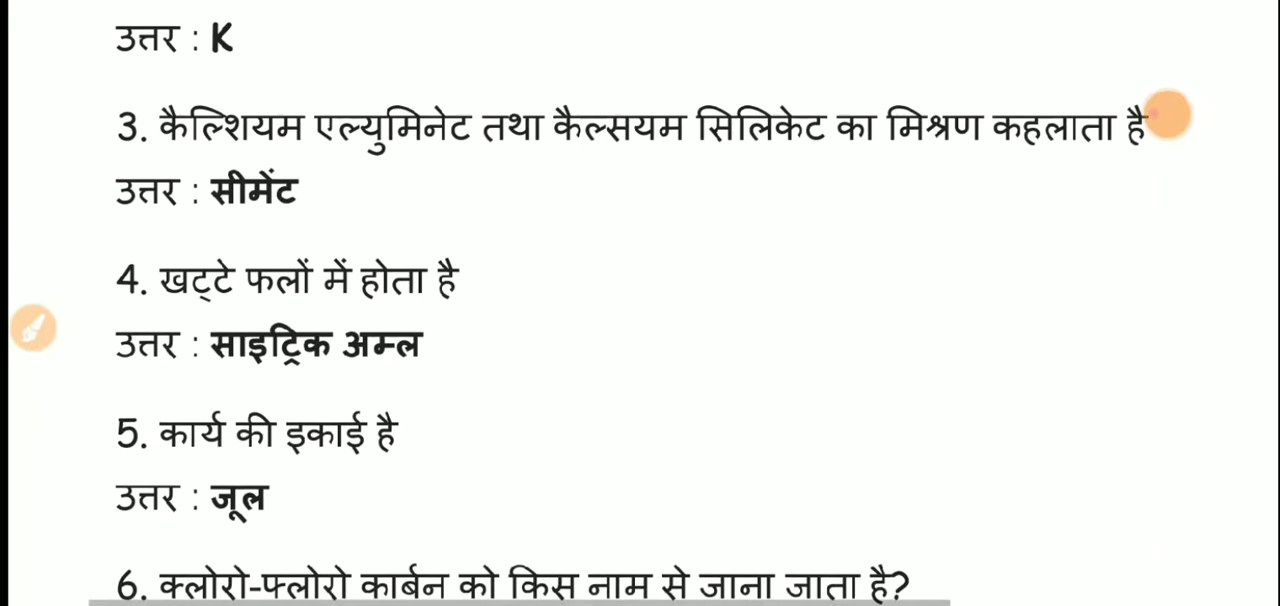 उत्तर : K
3. कैल्शियम एल्युमिनेट तथा कैल्सयम सिलिकेट का मिश्रण कहलाता है
उत्तर : सीमेंट
4. खट्टे फलों में होता है
उत्तर : साइट्रिक अम्ल
5. कार्य की इकाई है
उत्तर : जूल
6. क्लोरो-फ्लोरो कार्बन को किस नाम से जाना जाता है?